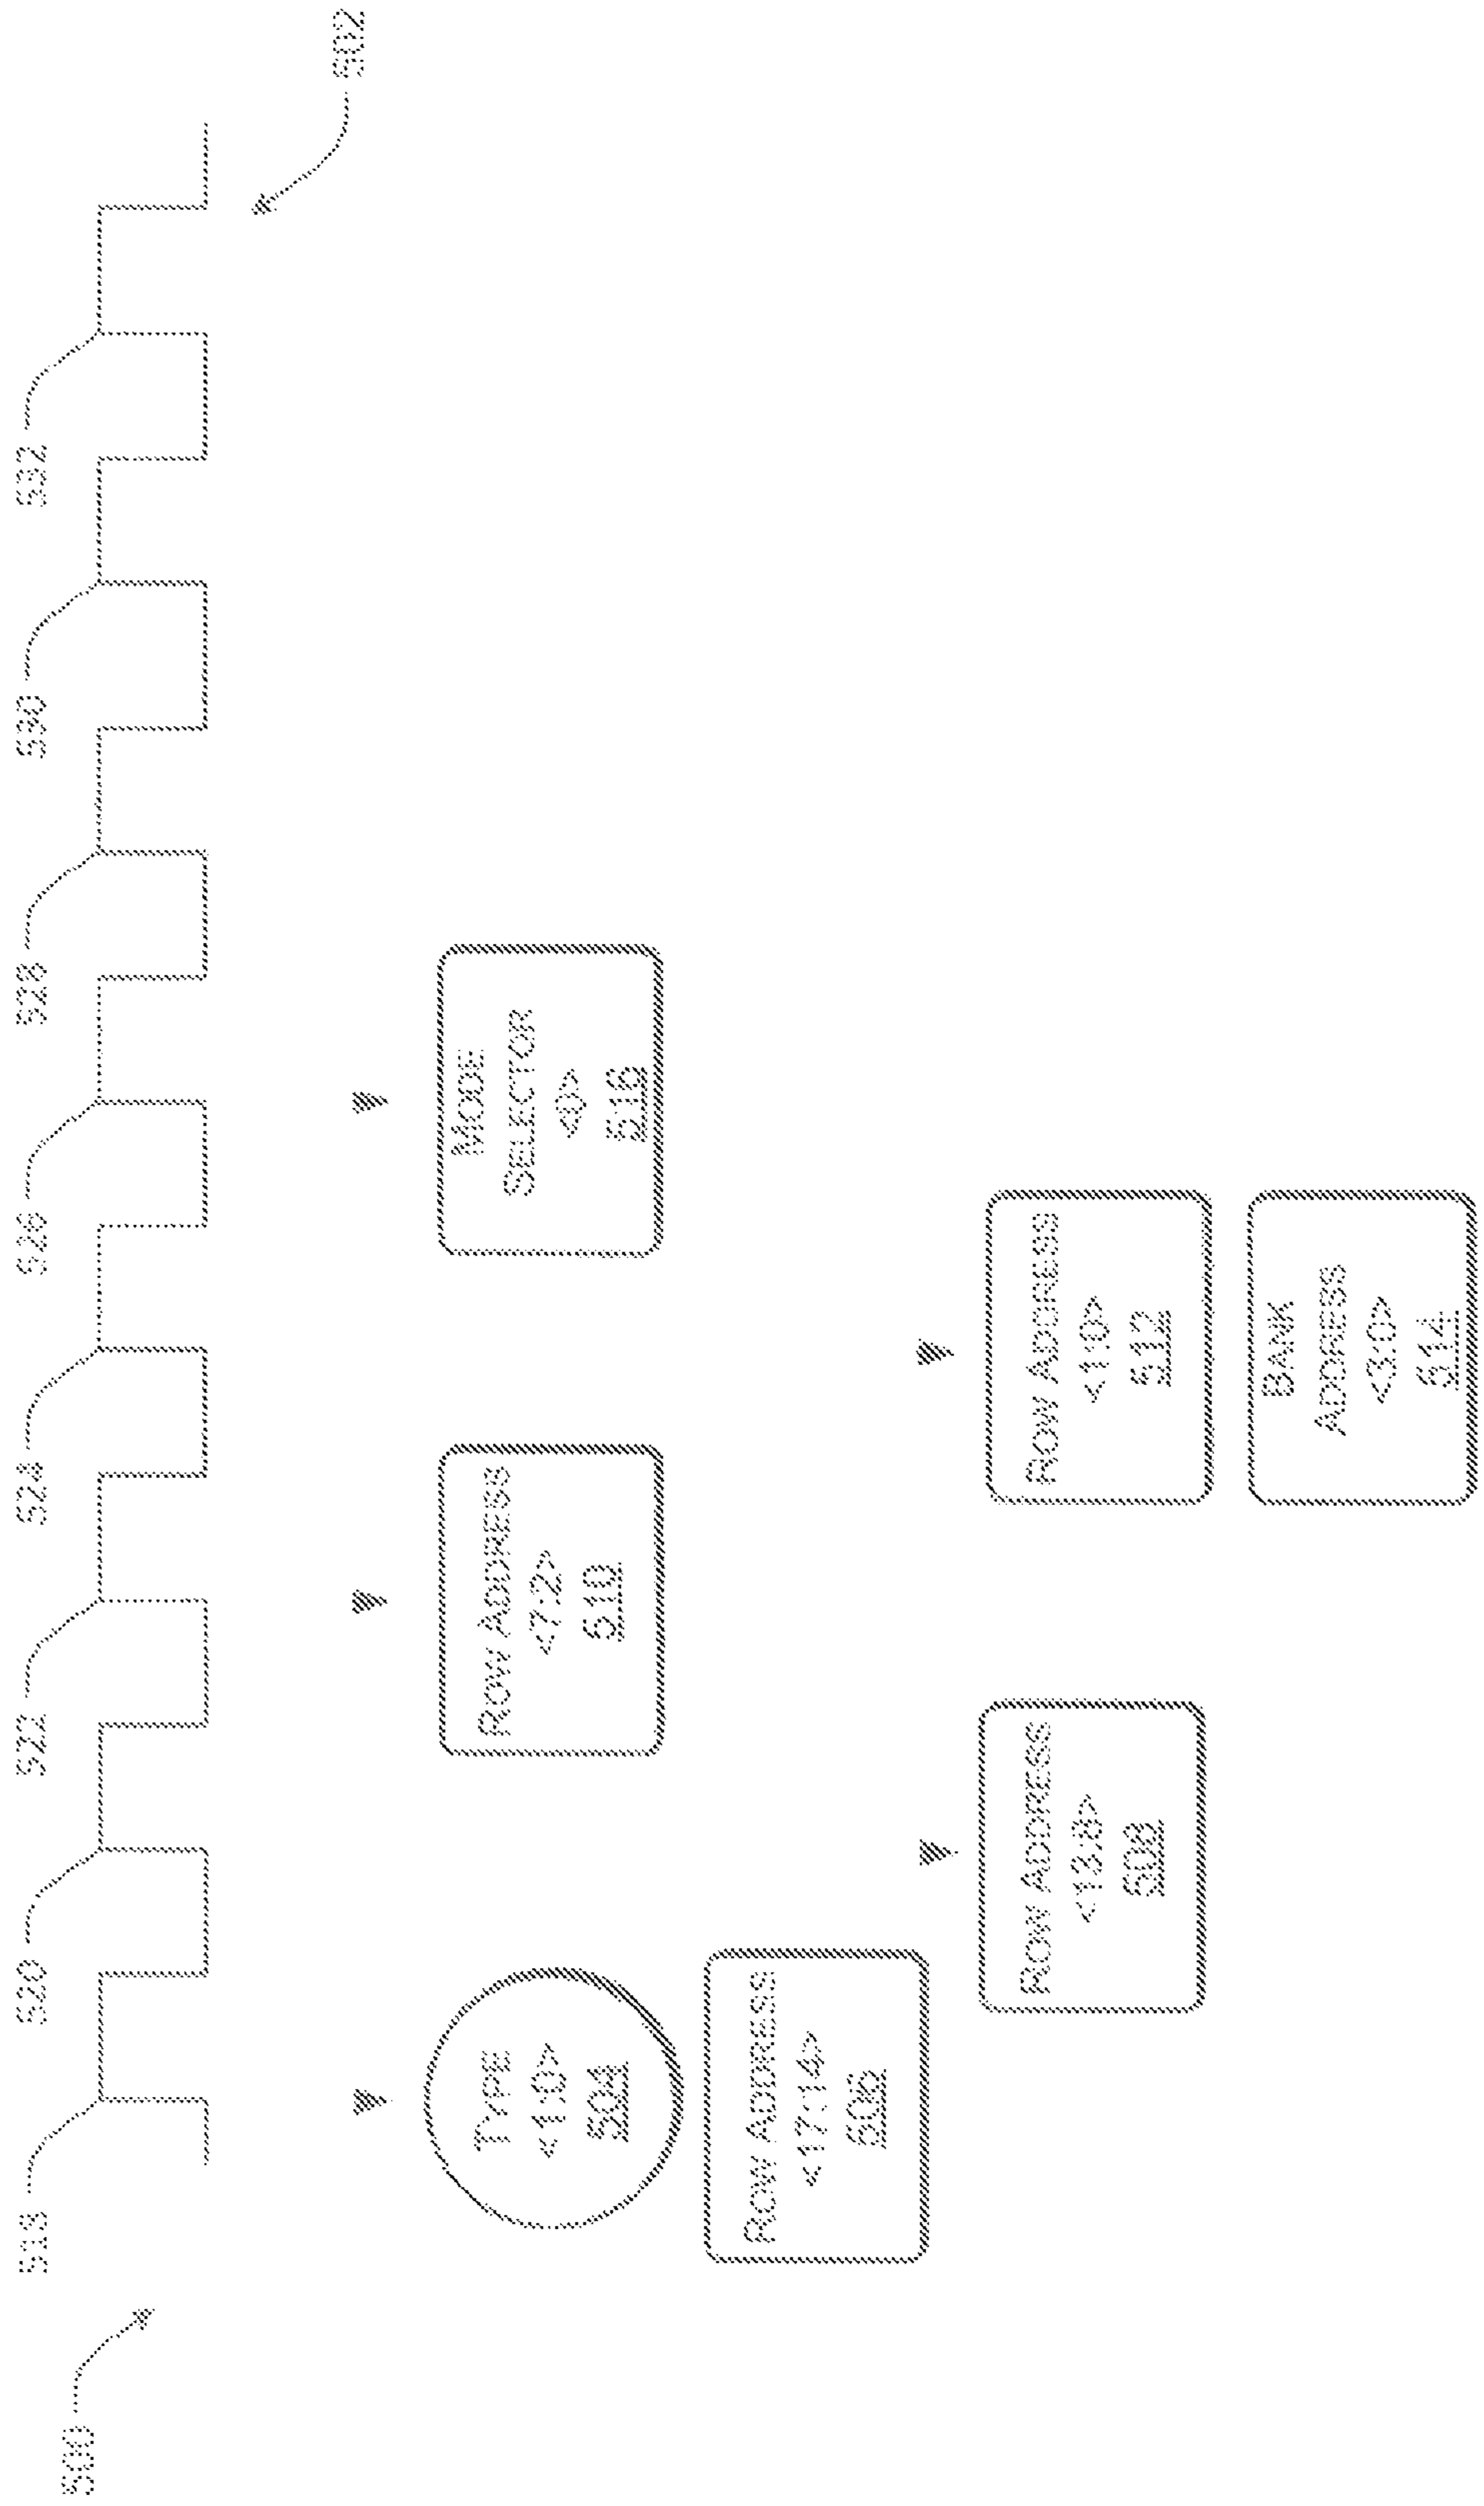 500
518
520
522
524
526
528
530
532
502
TYPE
<1:0>
504
ROW ADDRESS
<7:2>
510
MODE
SELECTOR
<0>
516
ROW ADDRESS
<17:14>
506
ROW ADDRESS
<13:8>
508
ROW ADDRESS
<1:0>
512
BANK
ADDRESS
<3:0>
514